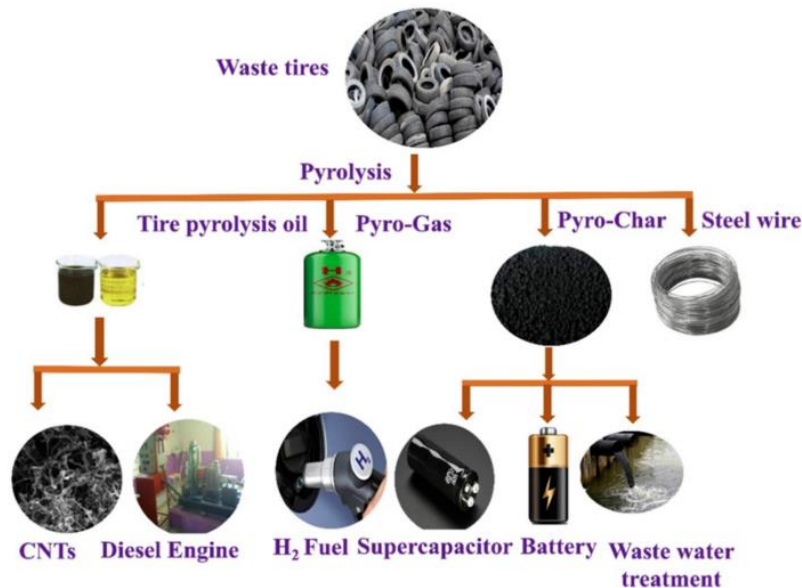 Waste tires
Pyrolysis
Tire pyrolysis oil
Pyro-Gas
Pyro-Char
Steel wire
H₂
CNTs
Diesel Engine
H₂ Fuel
Supercapacitor
Battery
Waste water
treatment